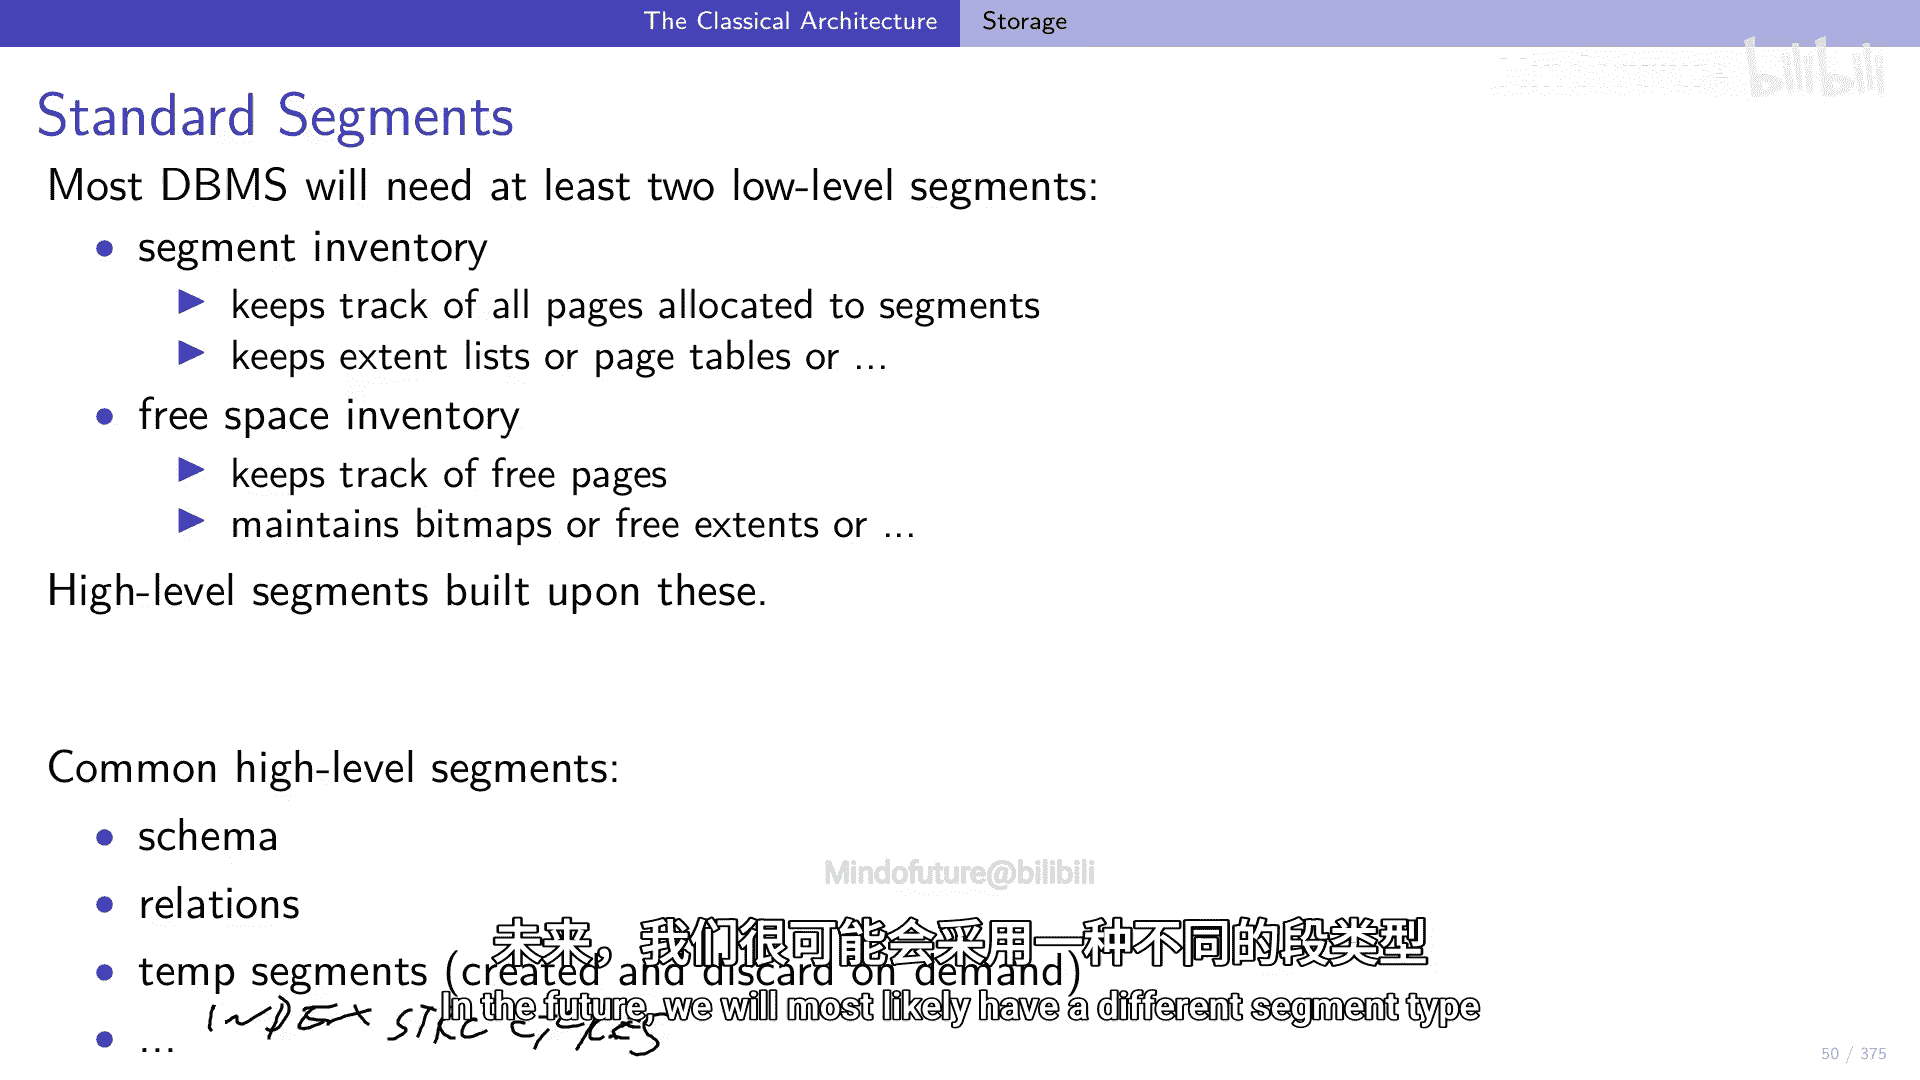 The Classical Architecture Storage
bilibili
Standard Segments
Most DBMS will need at least two low-level segments:
• segment inventory
▶ keeps track of all pages allocated to segments
▶ keeps extent lists or page tables or ...
• free space inventory
▶ keeps track of free pages
▶ maintains bitmaps or free extents or ...
High-level segments built upon these.
Common high-level segments:
• schema
Mindofuture@bilibili
• relations
未来，我们很可能会采用一种不同的段类型
• temp segments (created and discard on demand)
In the future, we will most likely have a different segment type
INDEX
• ...
50 / 375